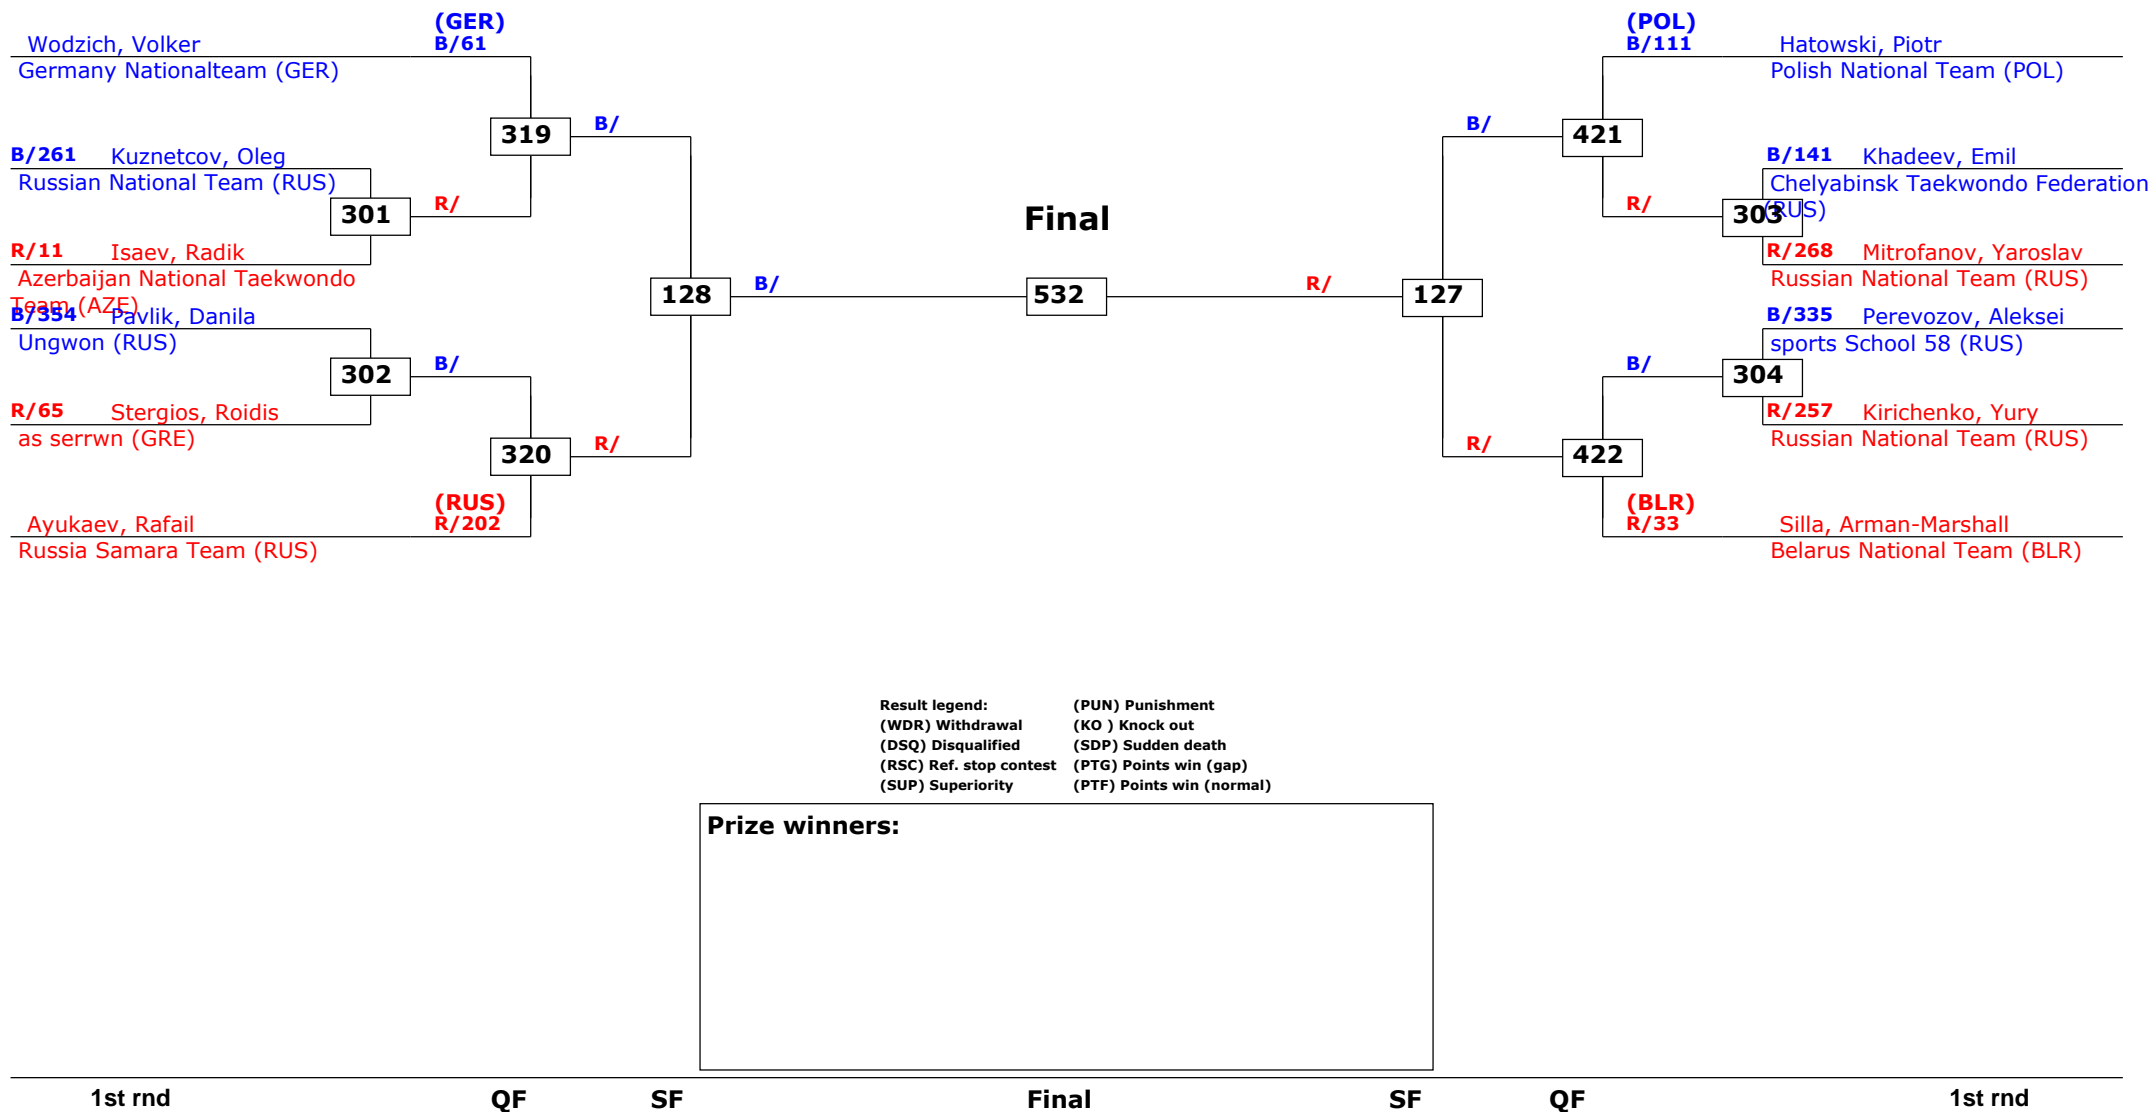 (GER)
Wodzich, Volker B/61
Germany Nationalteam (GER)
319
B/
B/261 Kuznetcov, Oleg
Russian National Team (RUS)
301
R/
R/11 Isaev, Radik
Azerbaijan National Taekwondo
Team (AZE)
128
B/
B/354 Pavlik, Danila
Ungwon (RUS)
302
B/
R/65 Stergios, Roidis
as serrwn (GRE)
320
R/
(RUS)
Ayukaev, Rafail R/202
Russia Samara Team (RUS)
Final
532
(POL)
B/111 Hatowski, Piotr
Polish National Team (POL)
B/
421
B/141 Khadeev, Emil
Chelyabinsk Taekwondo Federation
(RUS)
R/
303
R/268 Mitrofanov, Yaroslav
Russian National Team (RUS)
R/
127
B/335 Perevozov, Aleksei
sports School 58 (RUS)
B/
304
R/257 Kirichenko, Yury
Russian National Team (RUS)
R/
422
(BLR)
R/33 Silla, Arman-Marshall
Belarus National Team (BLR)
Result legend: (PUN) Punishment
(WDR) Withdrawal (KO ) Knock out
(DSQ) Disqualified (SDP) Sudden death
(RSC) Ref. stop contest (PTG) Points win (gap)
(SUP) Superiority (PTF) Points win (normal)
Prize winners:
1st rnd QF SF Final SF QF 1st rnd